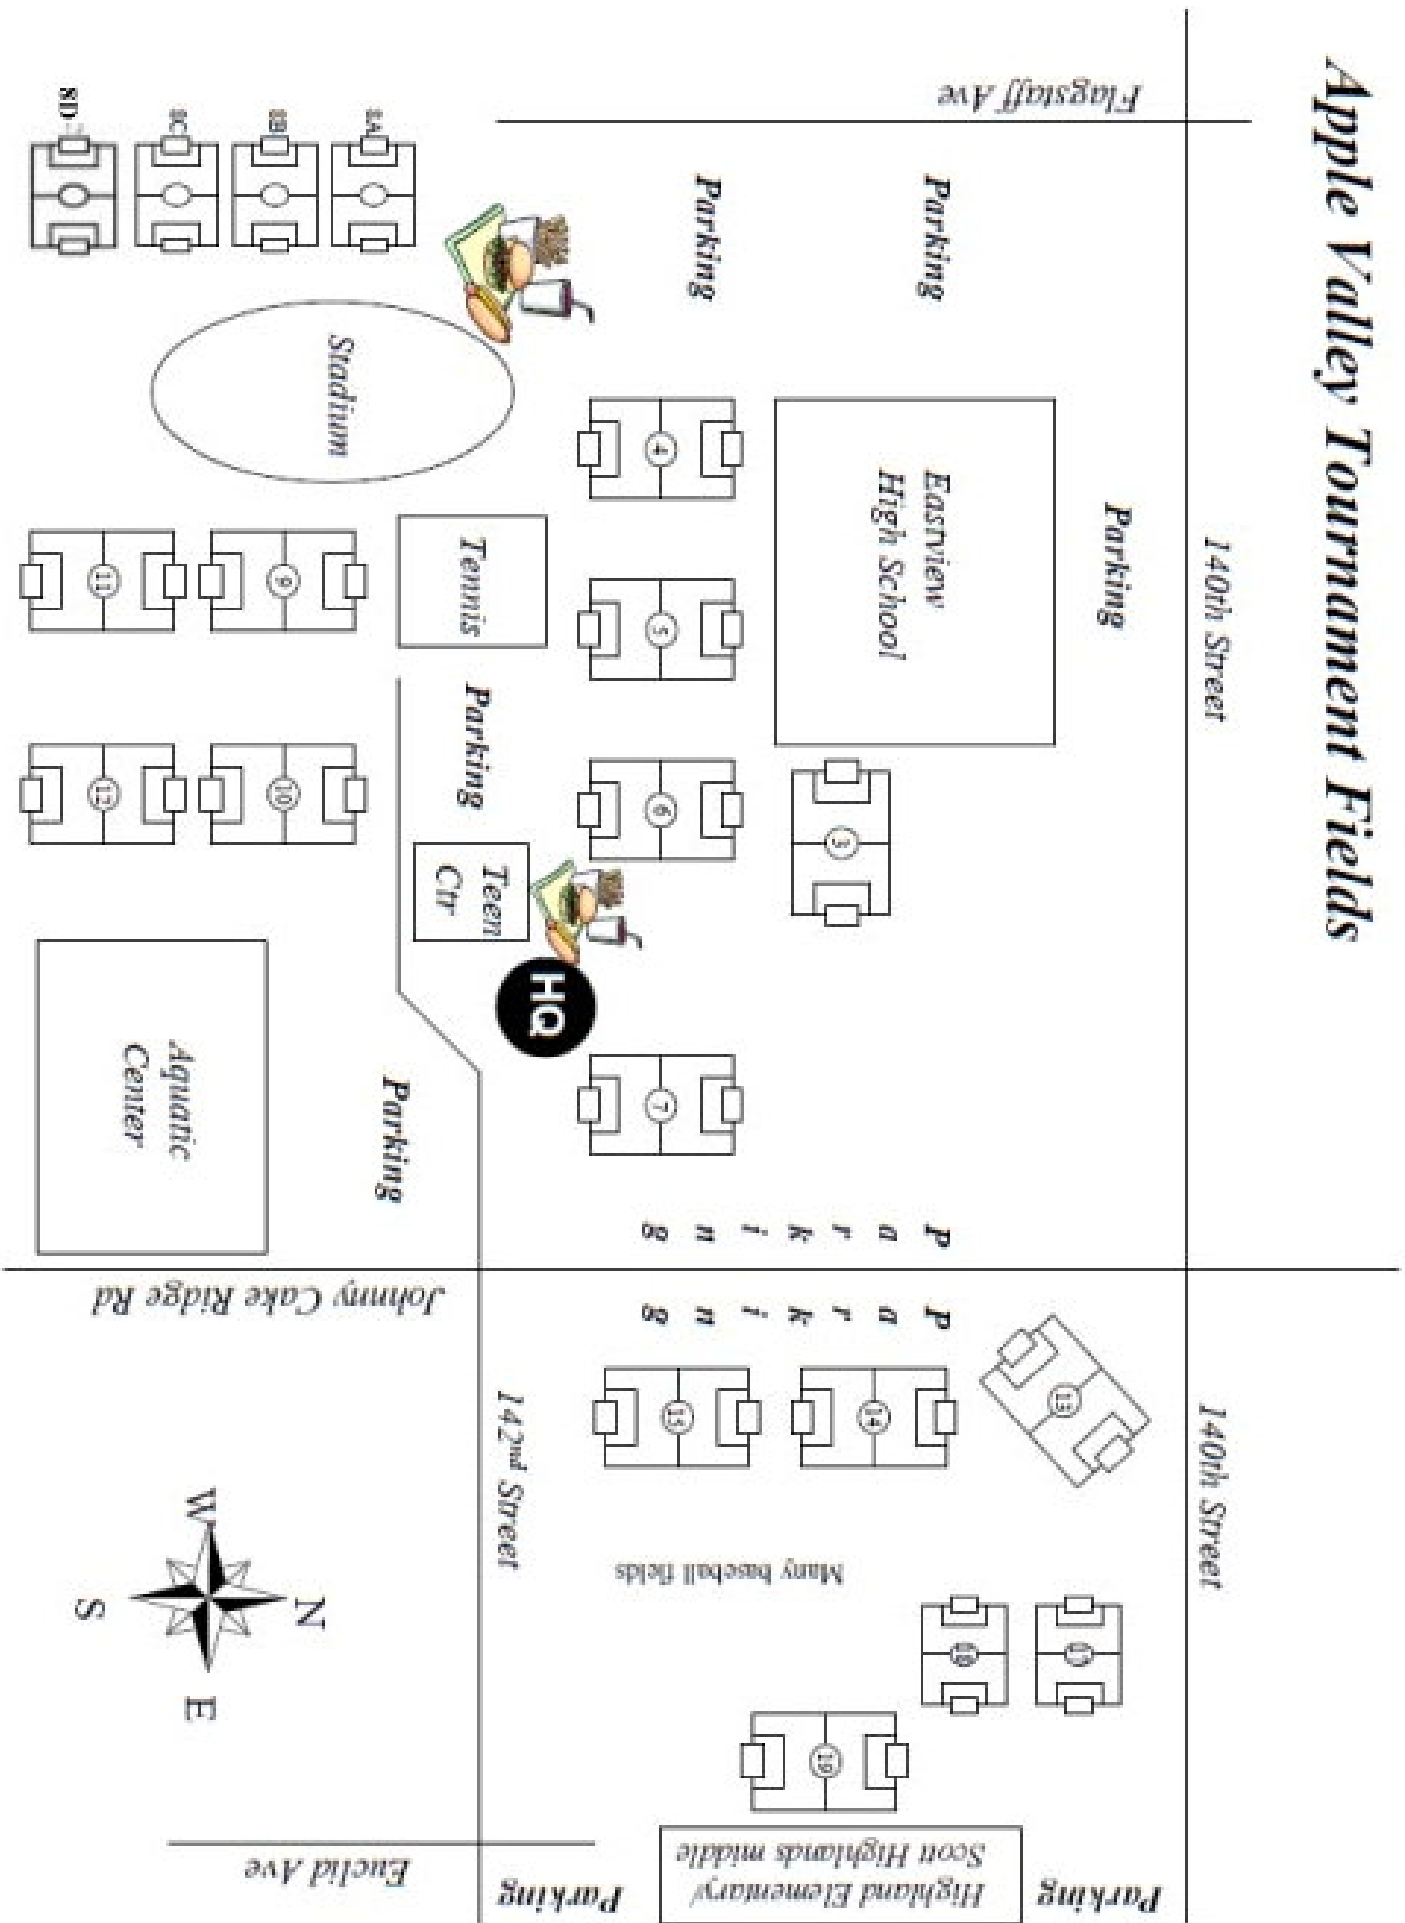 Apple Valley Tournament Fields
140th Street
140th Street
Flagstaff Ave
Parking
Parking
Parking
Eastview
High School
3
4
5
6
7
8A
8B
8C
8D
Stadium
Tennis
Parking
Teen
Ctr
HQ
9
10
11
12
Aquatic
Center
Parking
Parking
Parking
Johnny Cake Ridge Rd
142nd Street
13
14
13
Many baseball fields
17
18
19
Parking
Highland Elementary/
Scott Highlands middle
Parking
Euclid Ave
N
W
E
S